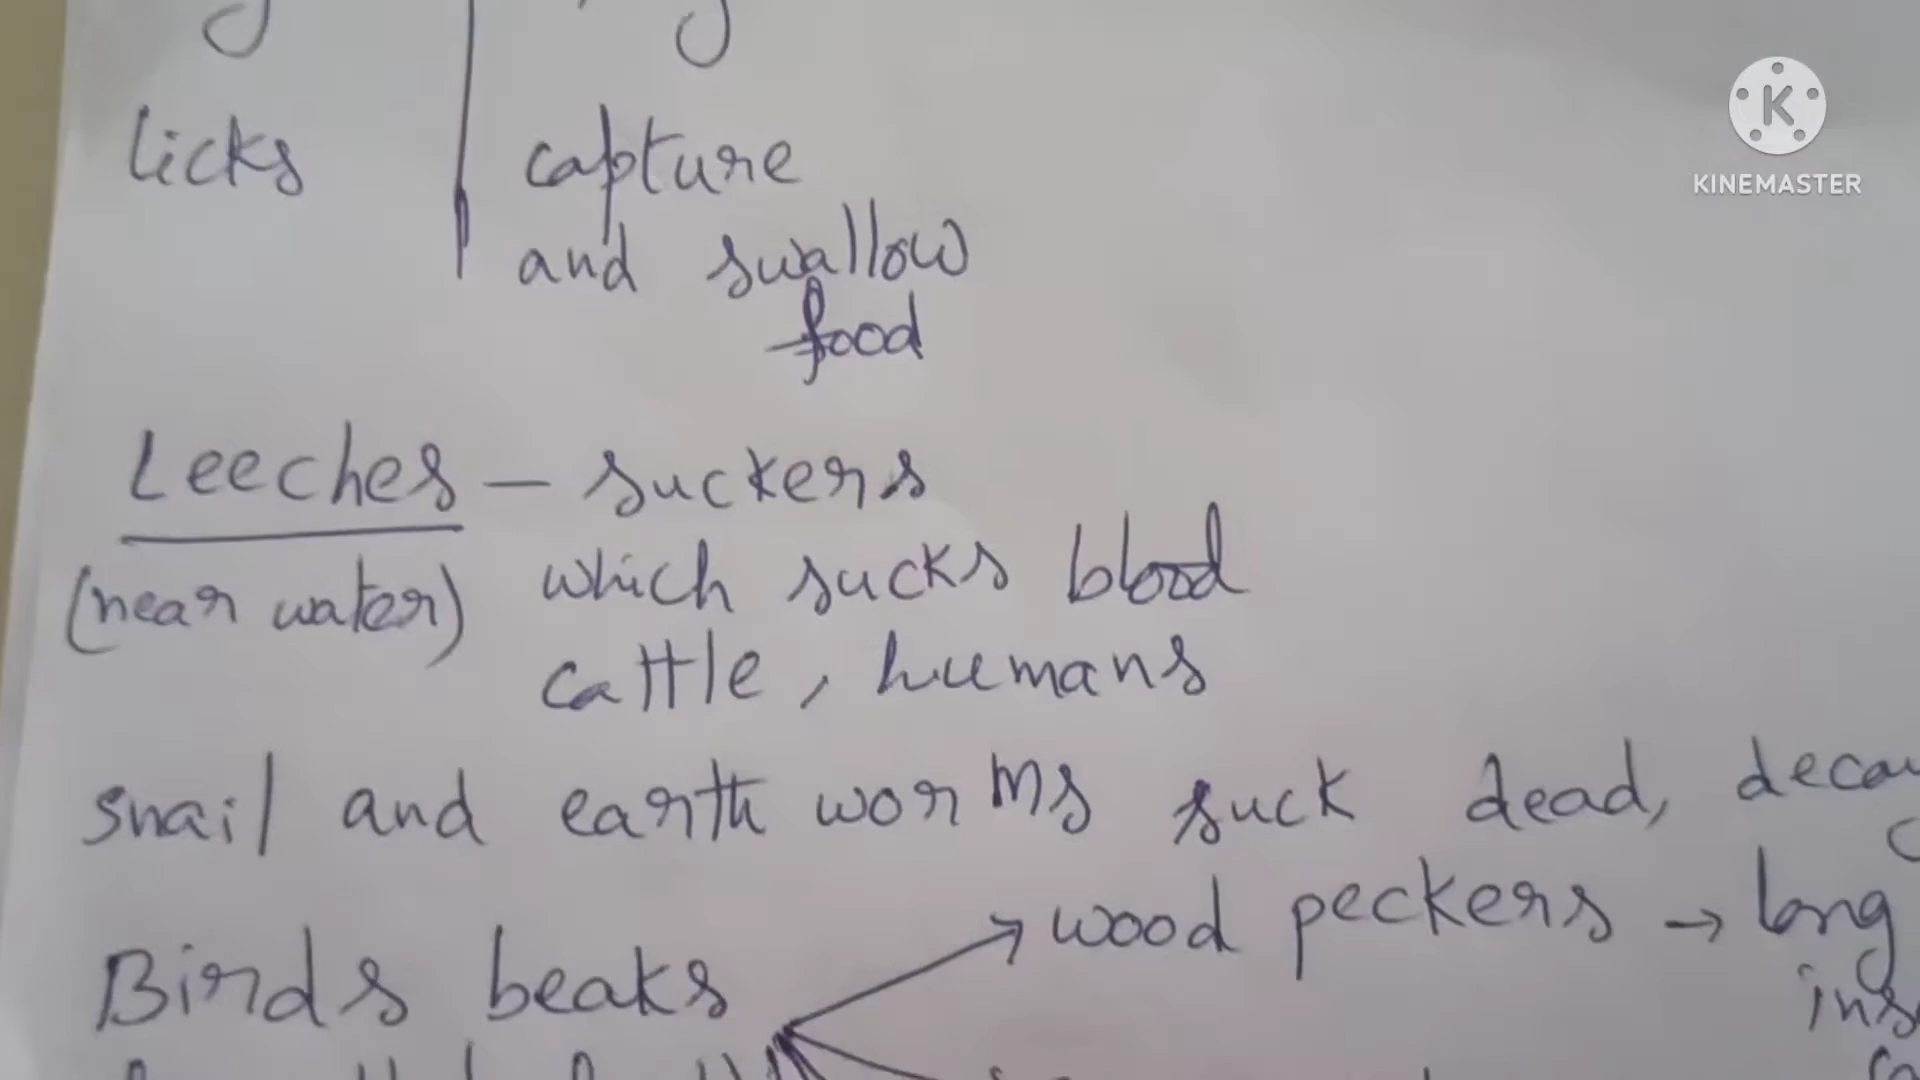 licks
capture
and swallow
food
KINEMASTER
Leeches - suckers
(near water) which sucks blood
cattle, humans
snail and earth worms suck dead,
Birds beaks → wood peckers → long